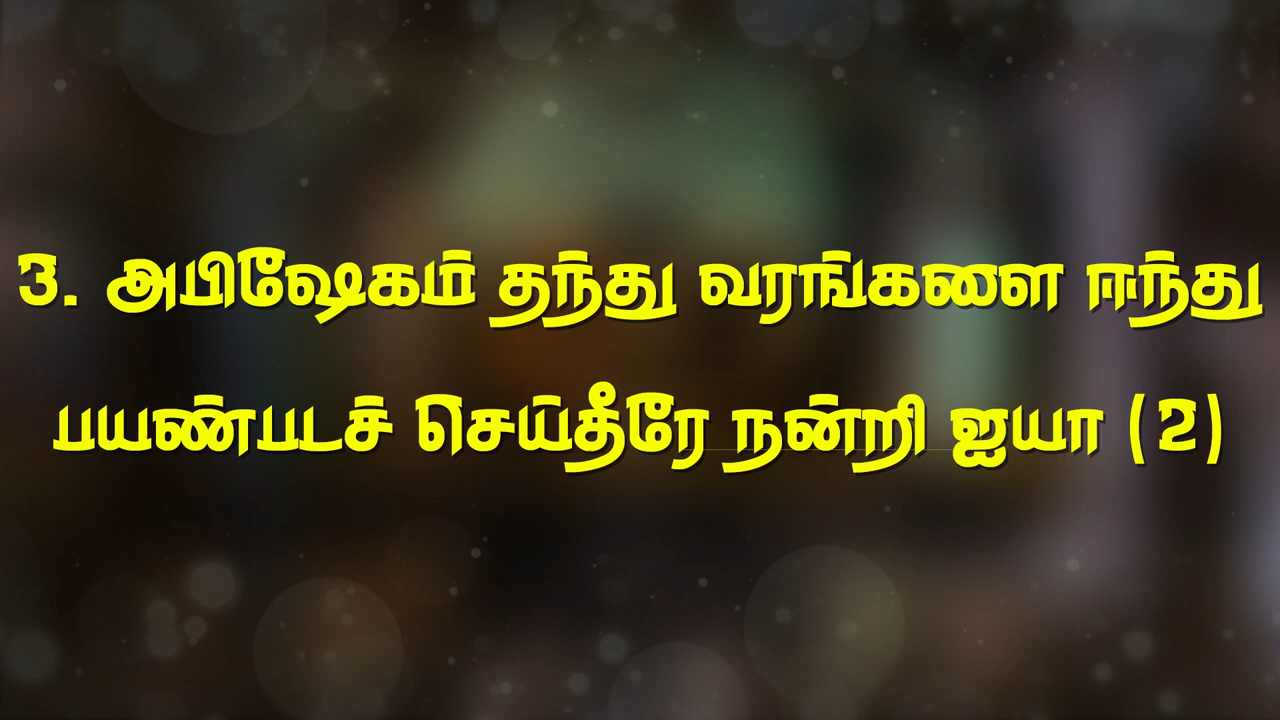 3. அபிஷேகம் தந்து வரங்களை ஈந்து
பயண்படச் செய்தீரே நன்றி ஐயா (2)